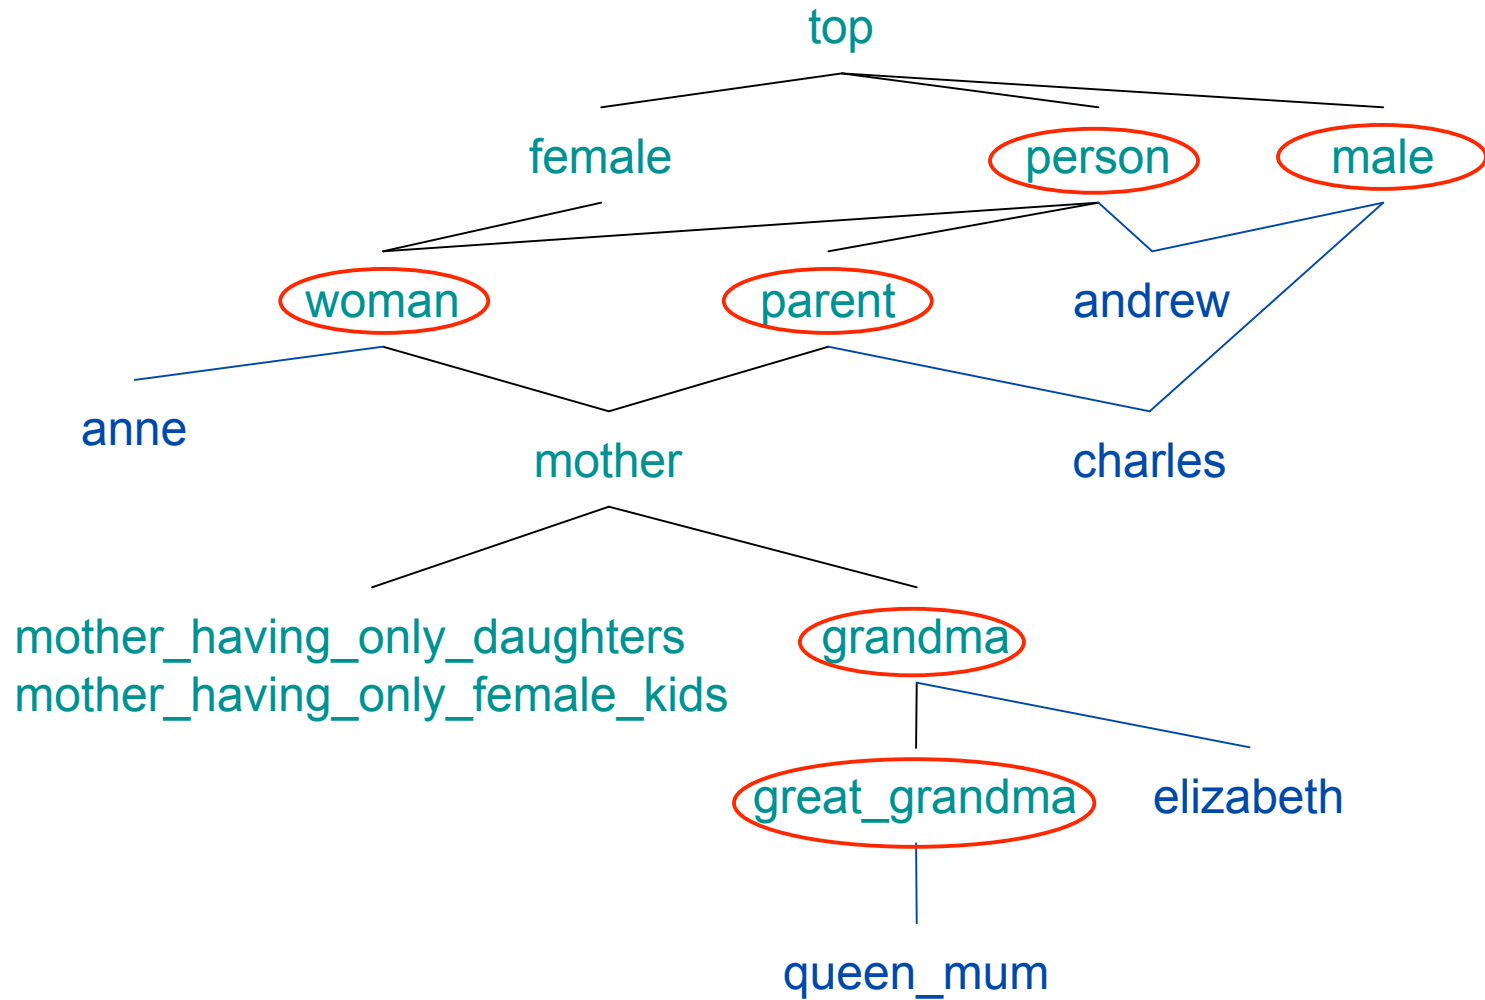 top
female
person
male
woman
parent
andrew
anne
mother
charles
mother_having_only_daughters
mother_having_only_female_kids
grandma
great_grandma
elizabeth
queen_mum